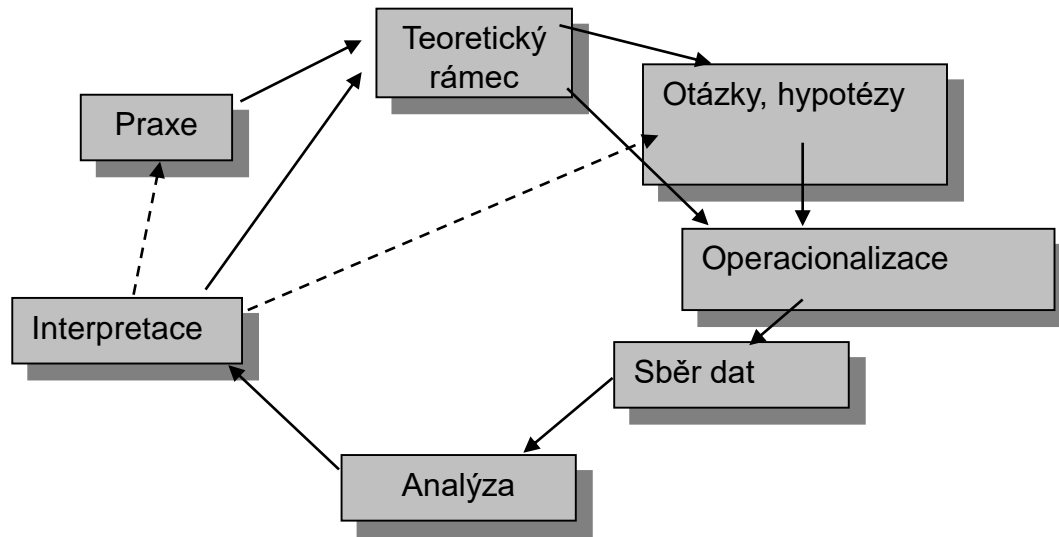 Teoretický
rámec
Otázky, hypotézy
Praxe
Operacionalizace
Interpretace
Sběr dat
Analýza